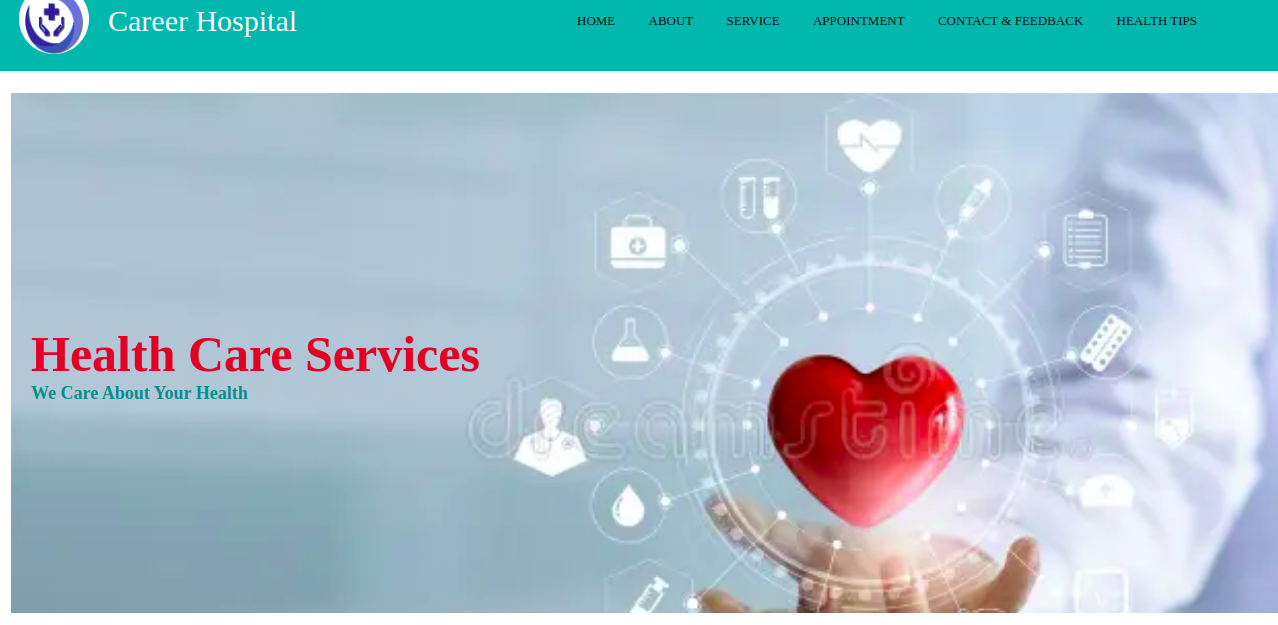 Career Hospital
HOME ABOUT SERVICE APPOINTMENT CONTACT & FEEDBACK HEALTH TIPS
Health Care Services
We Care About Your Health
dreamstime